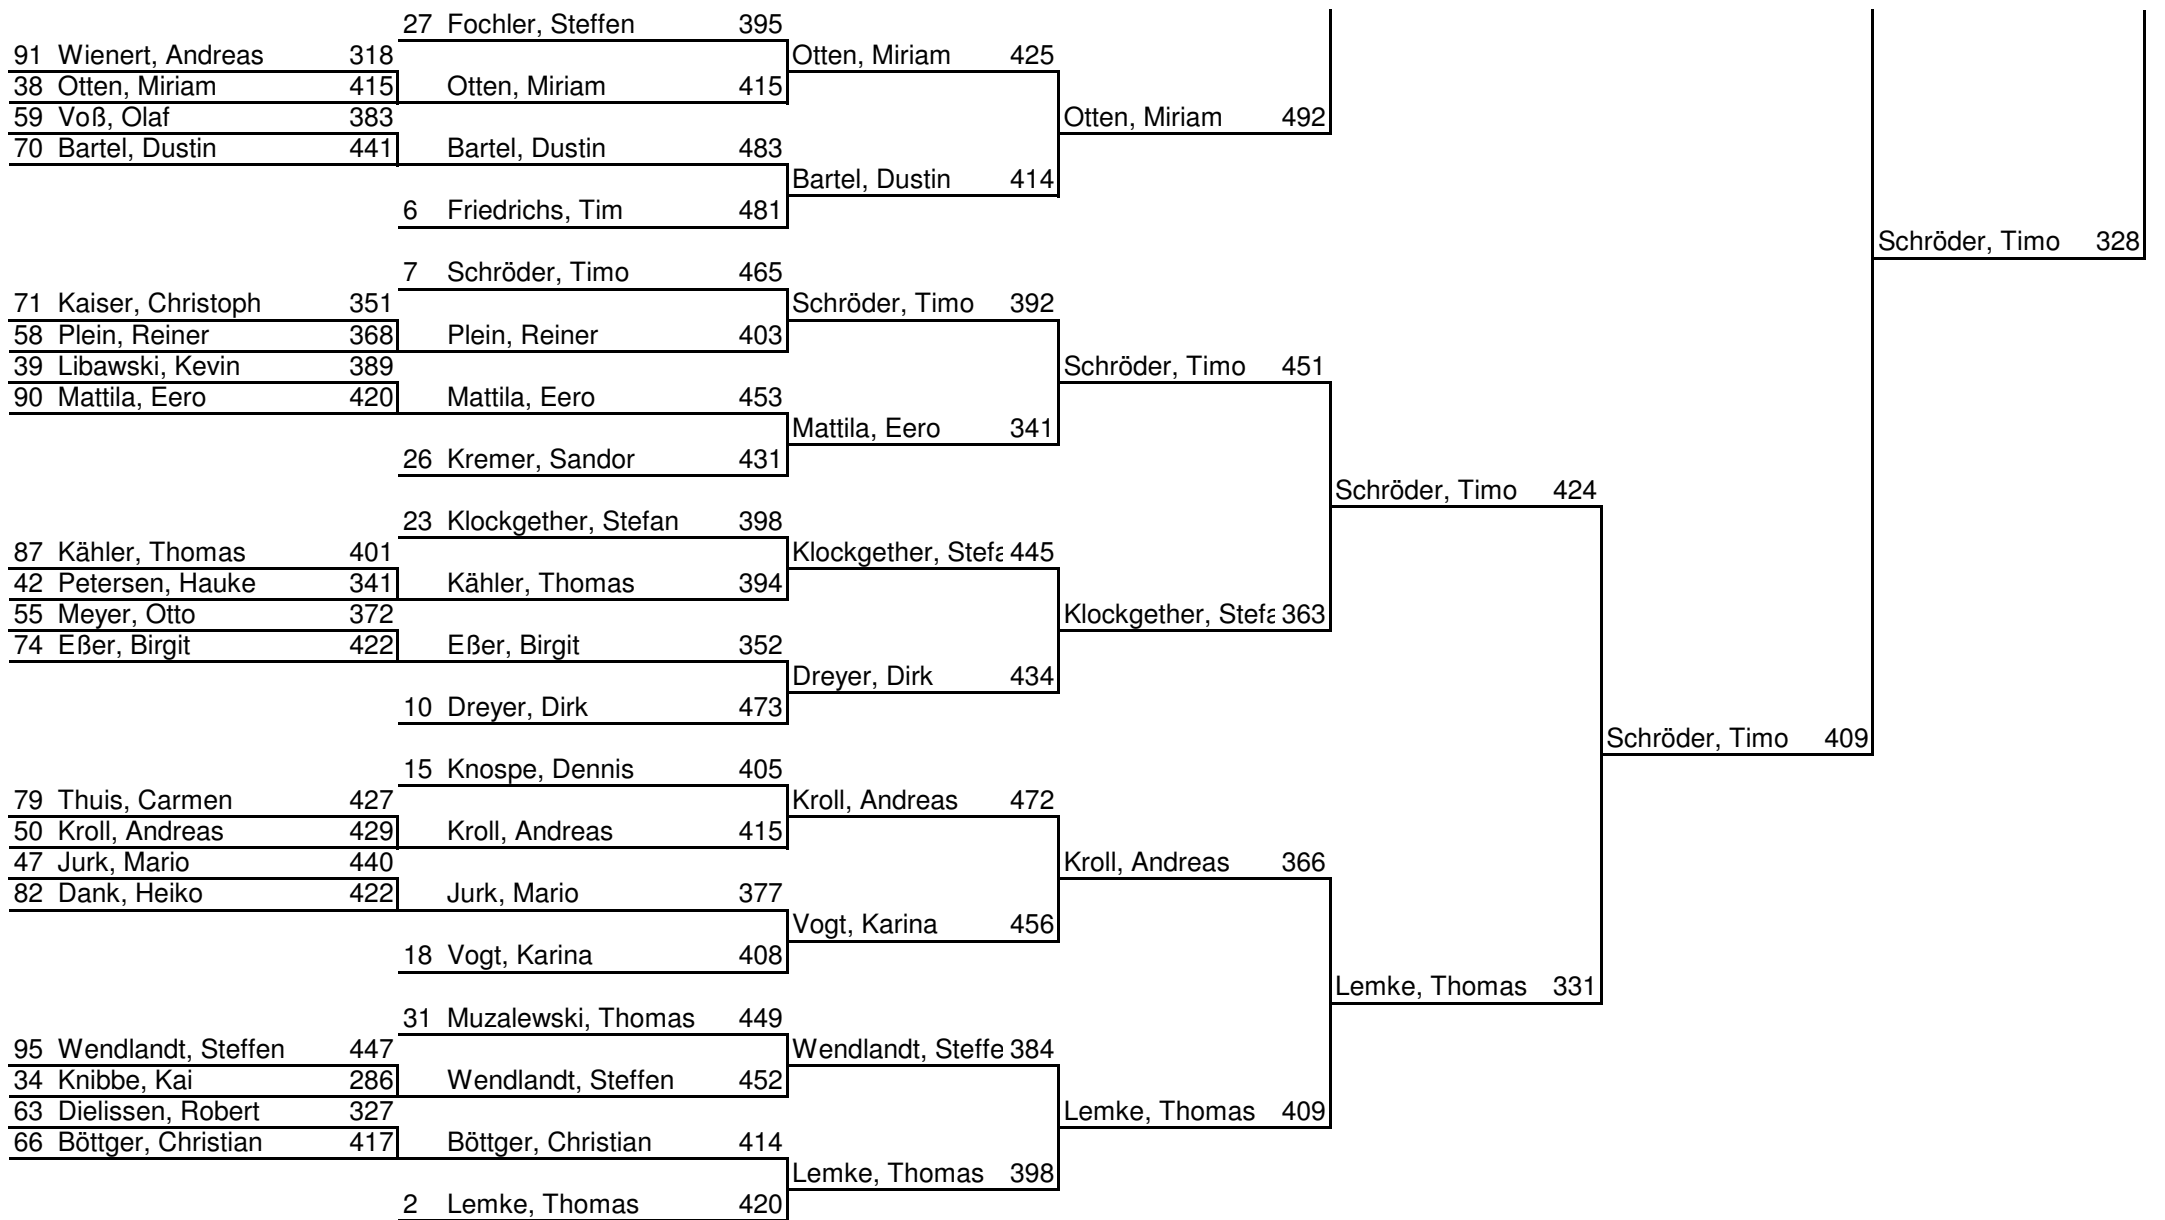 27 Fochler, Steffen 395
91 Wienert, Andreas 318 Otten, Miriam 425
38 Otten, Miriam 415 Otten, Miriam 415
59 Voß, Olaf 383 Otten, Miriam 492
70 Bartel, Dustin 441 Bartel, Dustin 483
Bartel, Dustin 414
6 Friedrichs, Tim 481
Schröder, Timo 328
7 Schröder, Timo 465
71 Kaiser, Christoph 351 Schröder, Timo 392
58 Plein, Reiner 368 Plein, Reiner 403
39 Libawski, Kevin 389 Schröder, Timo 451
90 Mattila, Eero 420 Mattila, Eero 453
Mattila, Eero 341
26 Kremer, Sandor 431
Schröder, Timo 424
23 Klockgether, Stefan 398
87 Kähler, Thomas 401 Klockgether, Stefa 445
42 Petersen, Hauke 341 Kähler, Thomas 394
55 Meyer, Otto 372 Klockgether, Stefa 363
74 Eßer, Birgit 422 Eßer, Birgit 352
Dreyer, Dirk 434
10 Dreyer, Dirk 473
Schröder, Timo 409
15 Knospe, Dennis 405
79 Thuis, Carmen 427 Kroll, Andreas 472
50 Kroll, Andreas 429 Kroll, Andreas 415
47 Jurk, Mario 440 Kroll, Andreas 366
82 Dank, Heiko 422 Jurk, Mario 377
Vogt, Karina 456
18 Vogt, Karina 408
Lemke, Thomas 331
31 Muzalewski, Thomas 449
95 Wendlandt, Steffen 447 Wendlandt, Steffe 384
34 Knibbe, Kai 286 Wendlandt, Steffen 452
63 Dielissen, Robert 327 Lemke, Thomas 409
66 Böttger, Christian 417 Böttger, Christian 414
Lemke, Thomas 398
2 Lemke, Thomas 420